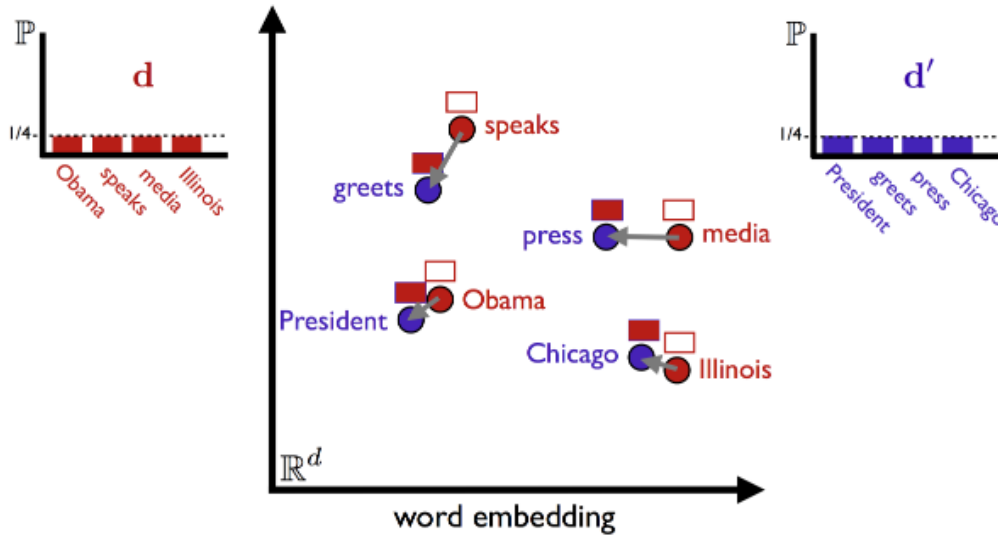 ℙ
d
1/4
Obama
speaks
media
Illinois
speaks
greets
press
media
Obama
President
Chicago
Illinois
ℝᵈ
word embedding
ℙ
d′
1/4
President
greets
press
Chicago